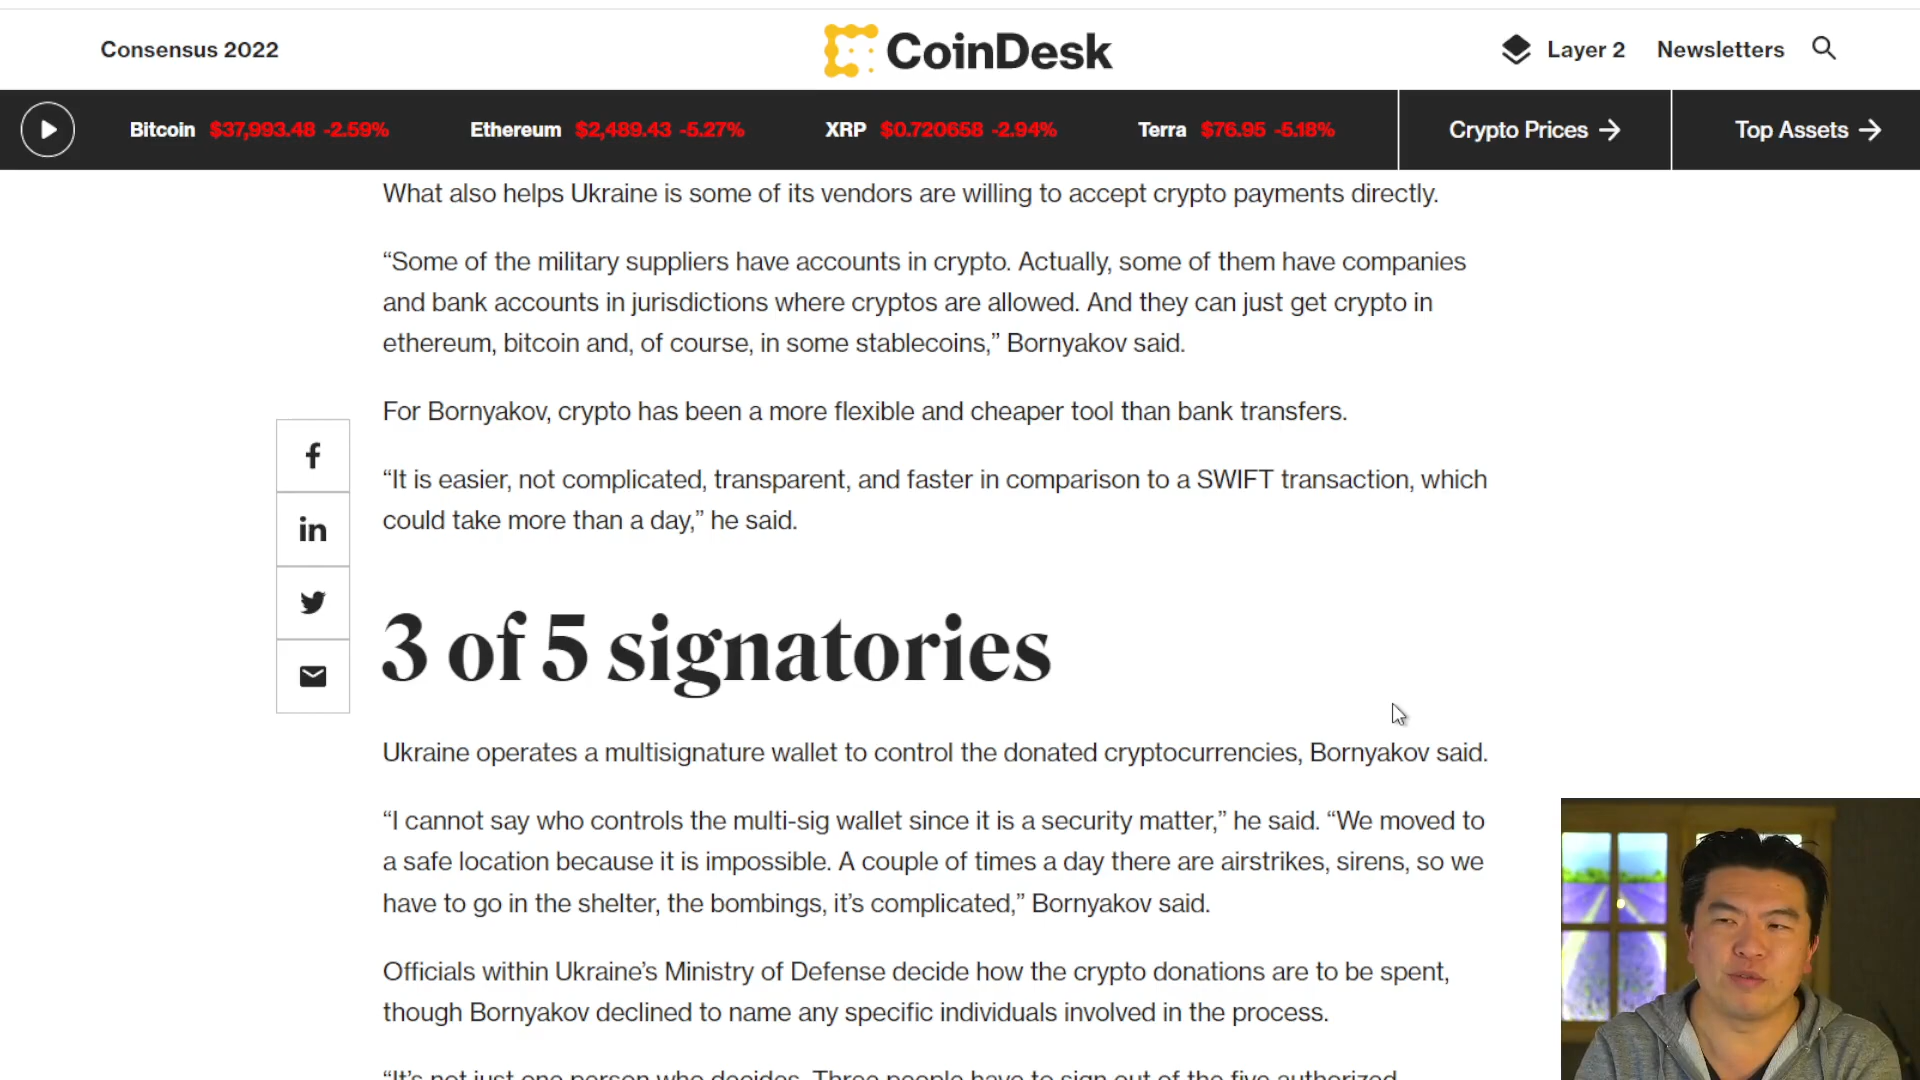 Consensus 2022
CoinDesk
Layer 2
Newsletters
Bitcoin $37,993.48 -2.59%
Ethereum $2,489.43 -5.27%
XRP $0.720658 -2.94%
Terra $76.95 -5.18%
Crypto Prices
Top Assets
What also helps Ukraine is some of its vendors are willing to accept crypto payments directly.
“Some of the military suppliers have accounts in crypto. Actually, some of them have companies
and bank accounts in jurisdictions where cryptos are allowed. And they can just get crypto in
ethereum, bitcoin and, of course, in some stablecoins,” Bornyakov said.
For Bornyakov, crypto has been a more flexible and cheaper tool than bank transfers.
“It is easier, not complicated, transparent, and faster in comparison to a SWIFT transaction, which
could take more than a day,” he said.
3 of 5 signatories
Ukraine operates a multisignature wallet to control the donated cryptocurrencies, Bornyakov said.
“I cannot say who controls the multi-sig wallet since it is a security matter,” he said. “We moved to
a safe location because it is impossible. A couple of times a day there are airstrikes, sirens, so we
have to go in the shelter, the bombings, it’s complicated,” Bornyakov said.
Officials within Ukraine’s Ministry of Defense decide how the crypto donations are to be spent,
though Bornyakov declined to name any specific individuals involved in the process.
“It’s not just one person who decides. Three people have to sign out of the five authorized